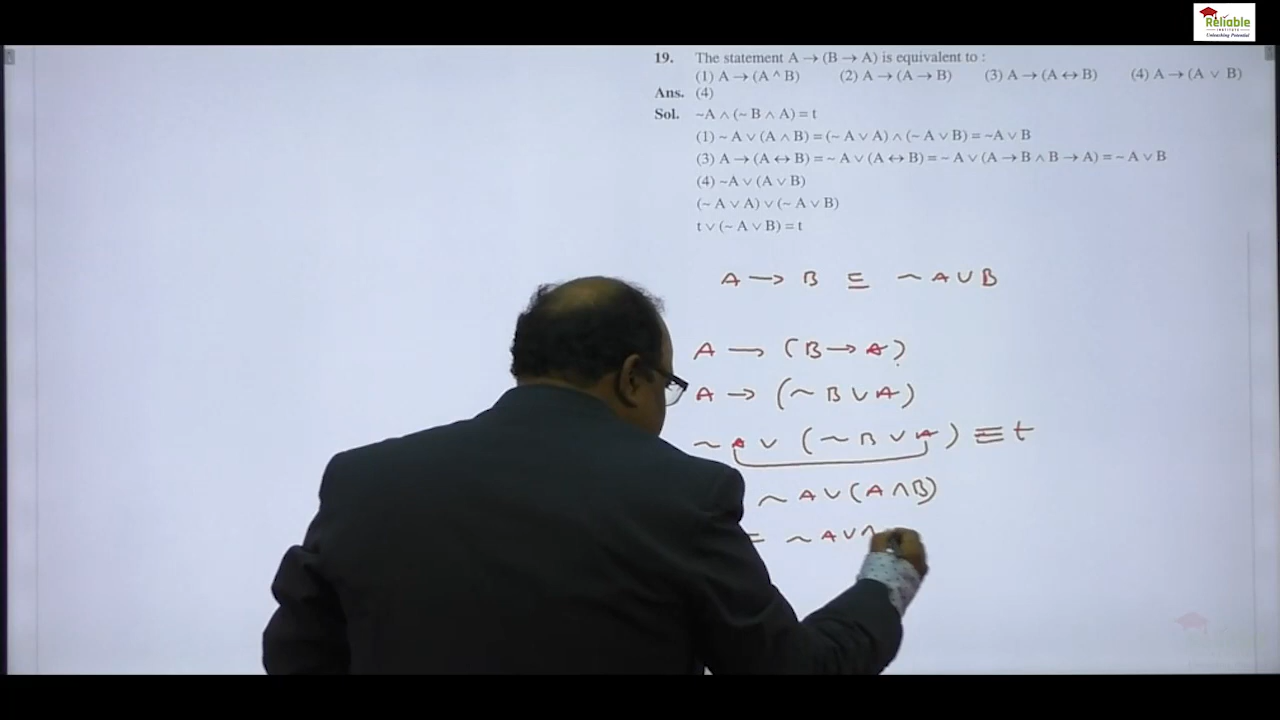 Reliable
INSTITUTE
Unleashing Potential
19. The statement A → (B → A) is equivalent to :
(1) A → (A ^ B) (2) A → (A → B) (3) A → (A ↔ B) (4) A → (A ∨ B)
Ans. (4)
Sol. ~A ∧ (~ B ∧ A) = t
(1) ~ A ∨ (A ∧ B) = (~ A ∨ A) ∧ (~ A ∨ B) = ~A ∨ B
(3) A → (A ↔ B) = ~ A ∨ (A ↔ B) = ~ A ∨ (A → B ∧ B → A) = ~ A ∨ B
(4) ~A ∨ (A ∨ B)
(~ A ∨ A) ∨ (~ A ∨ B)
t ∨ (~ A ∨ B) = t
A → B ≡ ~ A ∨ B
A → (B → A)
A → (~ B ∨ A)
~ A ∨ (~ B ∨ A) ≡ t
~ A ∨ (A ∧ B)
= ~ A ∨